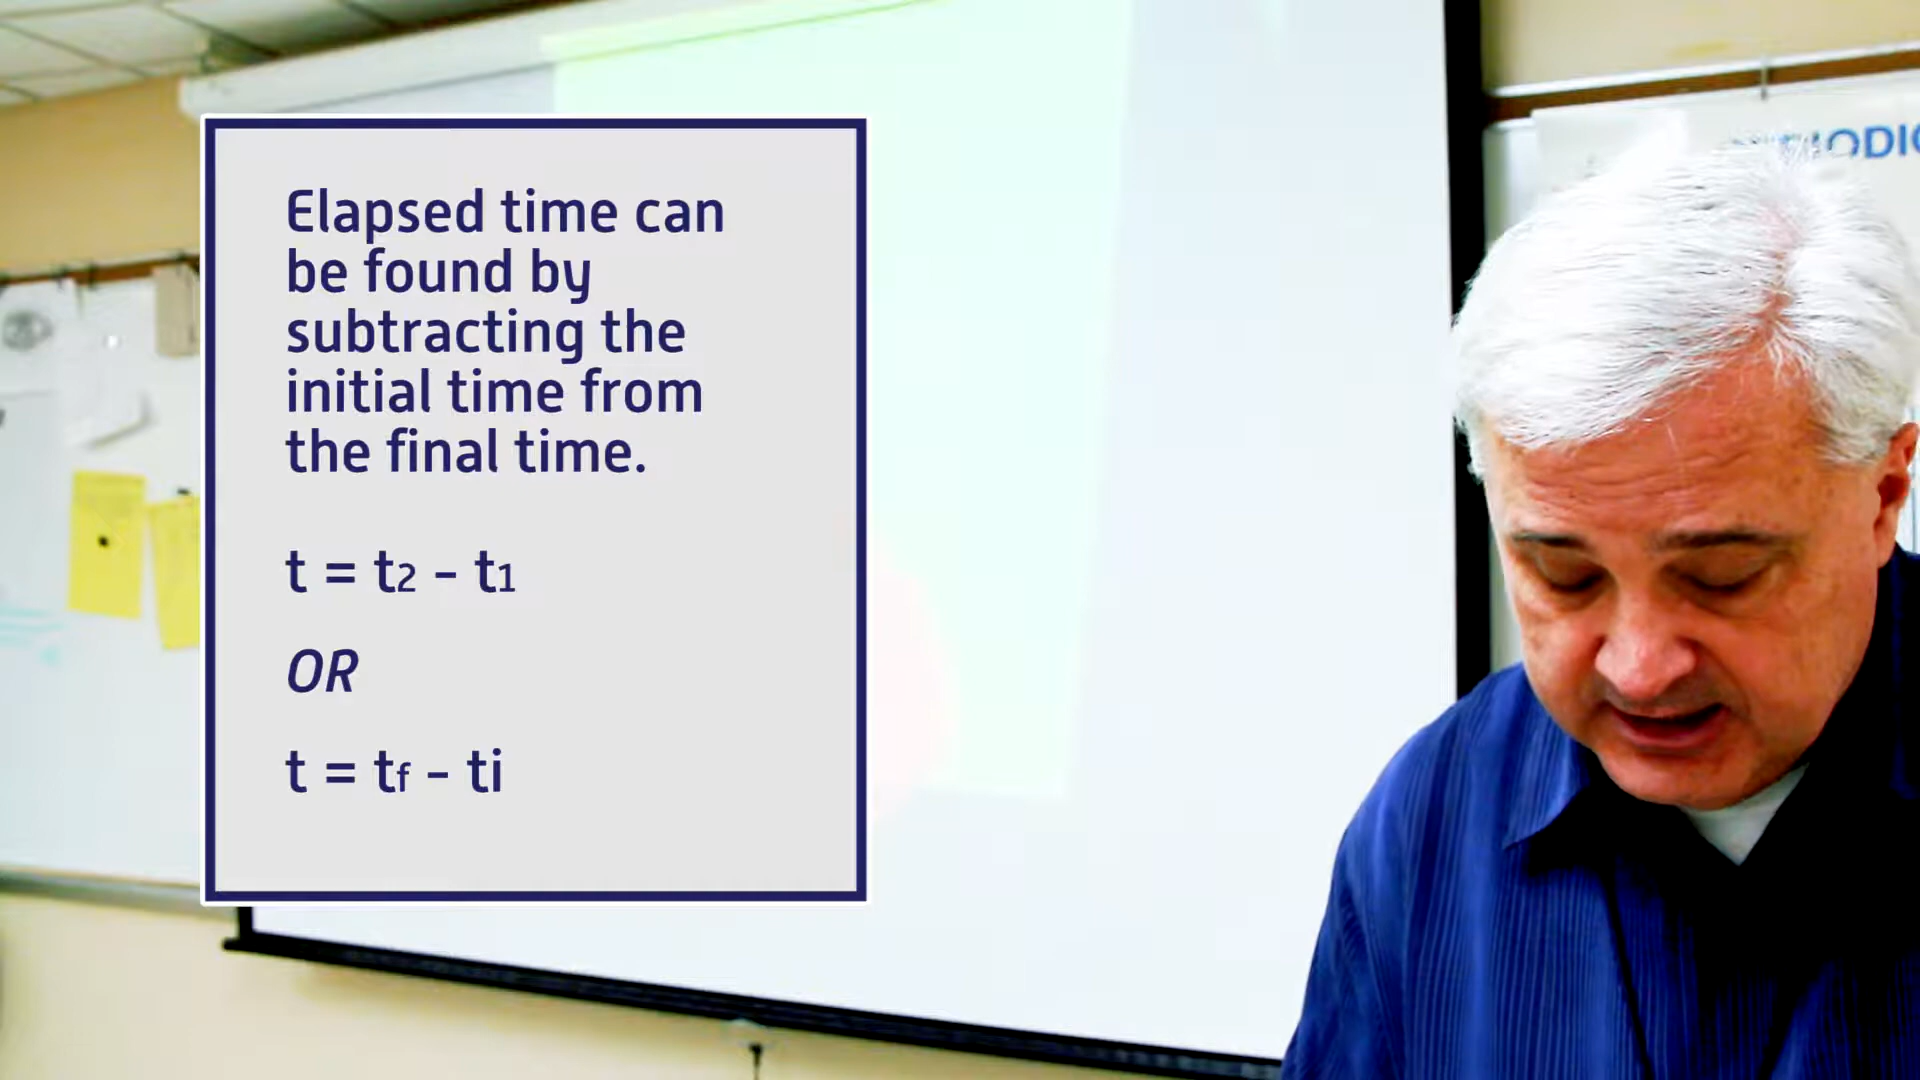 Elapsed time can
be found by
subtracting the
initial time from
the final time.
t = t₂ - t₁
OR
t = tf - ti